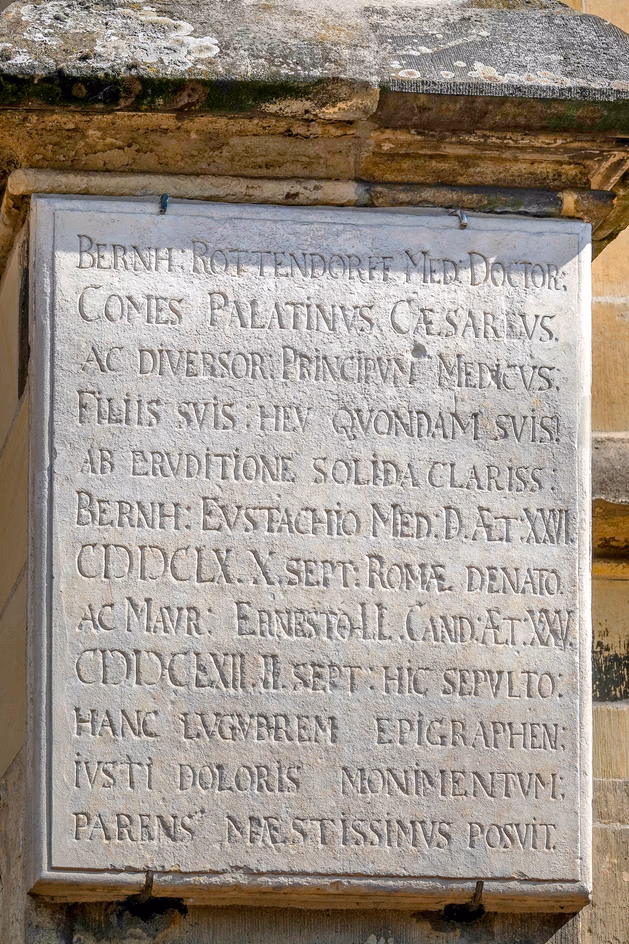 BERNH: ROTTENDORFF MED: DOCTOR;
COMES PALATINVS CÆSAREVS.
AC DIVERSOR: PRINCIPVM MEDICVS.
FILIIS SVIS: HEV QVONDAM SVIS!
AB ERVDITIONE SOLIDA CLARISS:
BERNH: EVSTACHIO MED: D. ÆT: XXVI.
CIƆIƆCLX. X. SEPT: ROMÆ DENATO.
AC MAVR: ERNESTO I.L. CAND: ÆT: XXV.
CIƆIƆCLXII. II. SEPT: HIC SEPVLTO:
HANC LVGVBREM EPIGRAPHEN;
IVSTI DOLORIS MONIMENTVM;
PARENS MÆSTISSIMVS POSVIT.